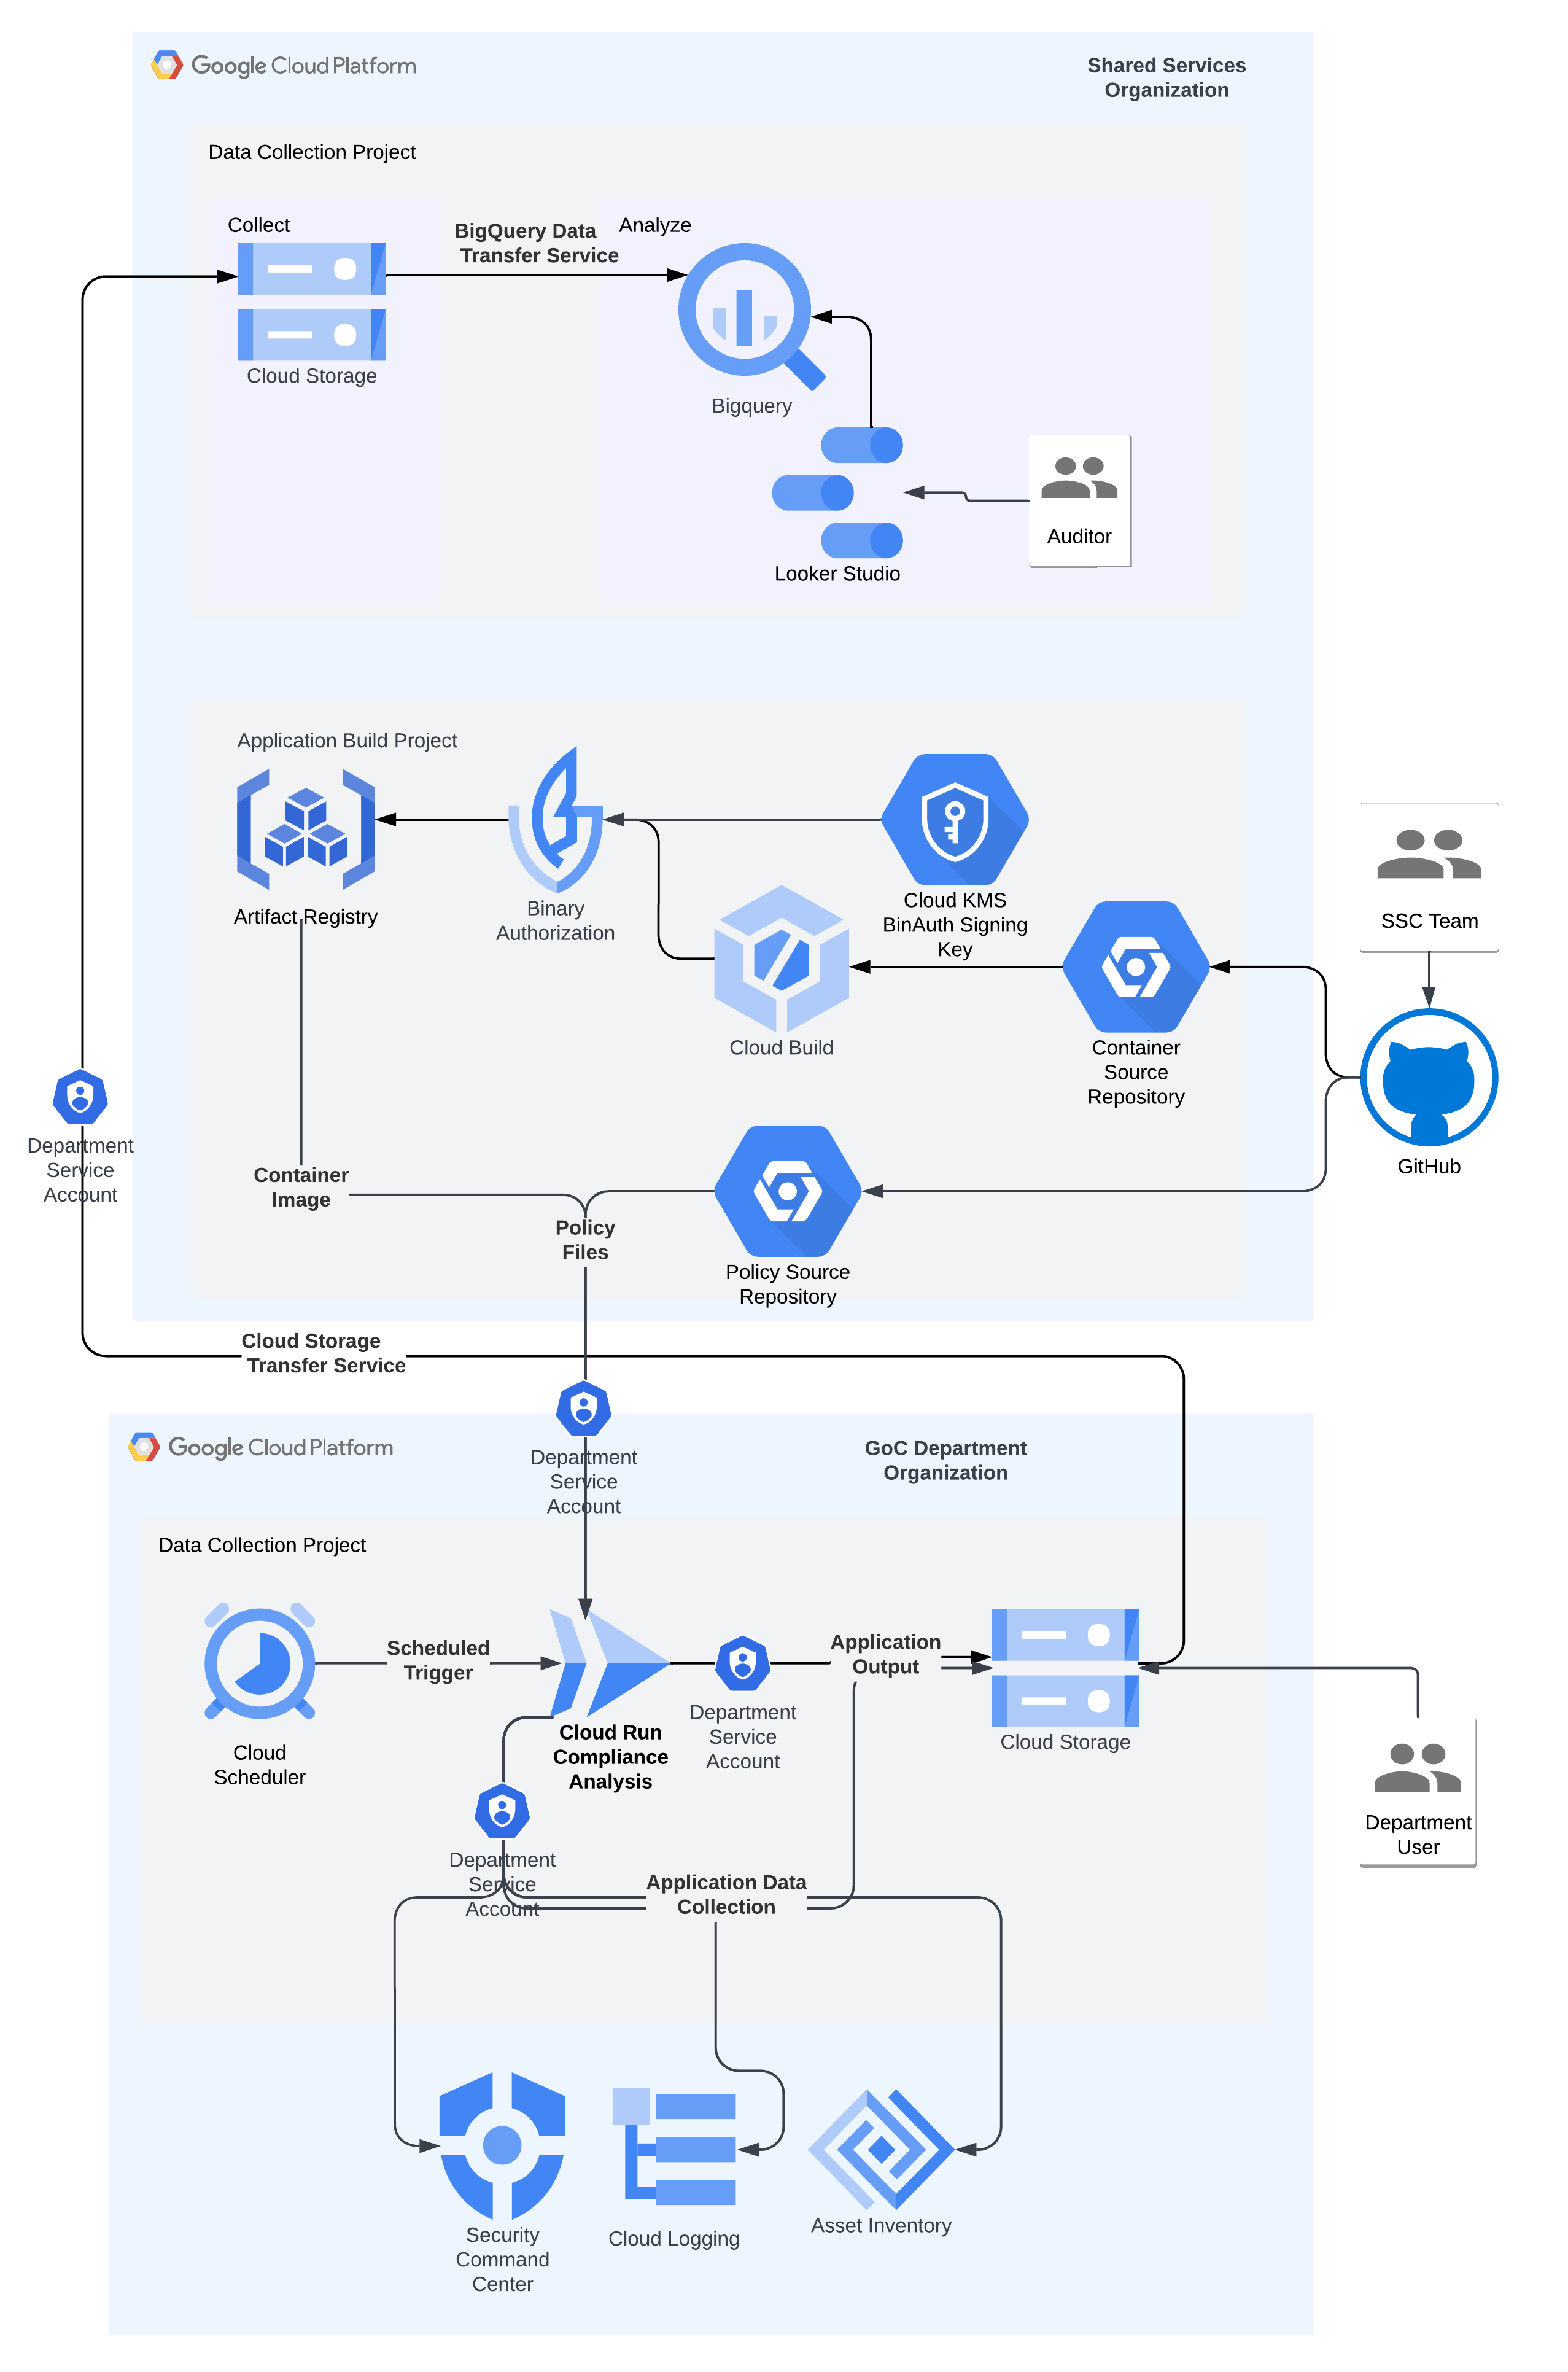 Google Cloud Platform
Shared Services
Organization
Data Collection Project
Collect
BigQuery Data
Transfer Service
Analyze
Cloud Storage
Bigquery
Auditor
Looker Studio
Application Build Project
Artifact Registry
Binary
Authorization
Cloud KMS
BinAuth Signing
Key
SSC Team
Cloud Build
Container
Source
Repository
GitHub
Department
Service
Account
Container
Image
Policy
Files
Policy Source
Repository
Cloud Storage
Transfer Service
Google Cloud Platform
GoC Department
Organization
Department
Service
Account
Data Collection Project
Scheduled
Trigger
Application
Output
Cloud
Scheduler
Cloud Run
Compliance
Analysis
Department
Service
Account
Cloud Storage
Department
User
Department
Service
Account
Application Data
Collection
Security
Command
Center
Cloud Logging
Asset Inventory